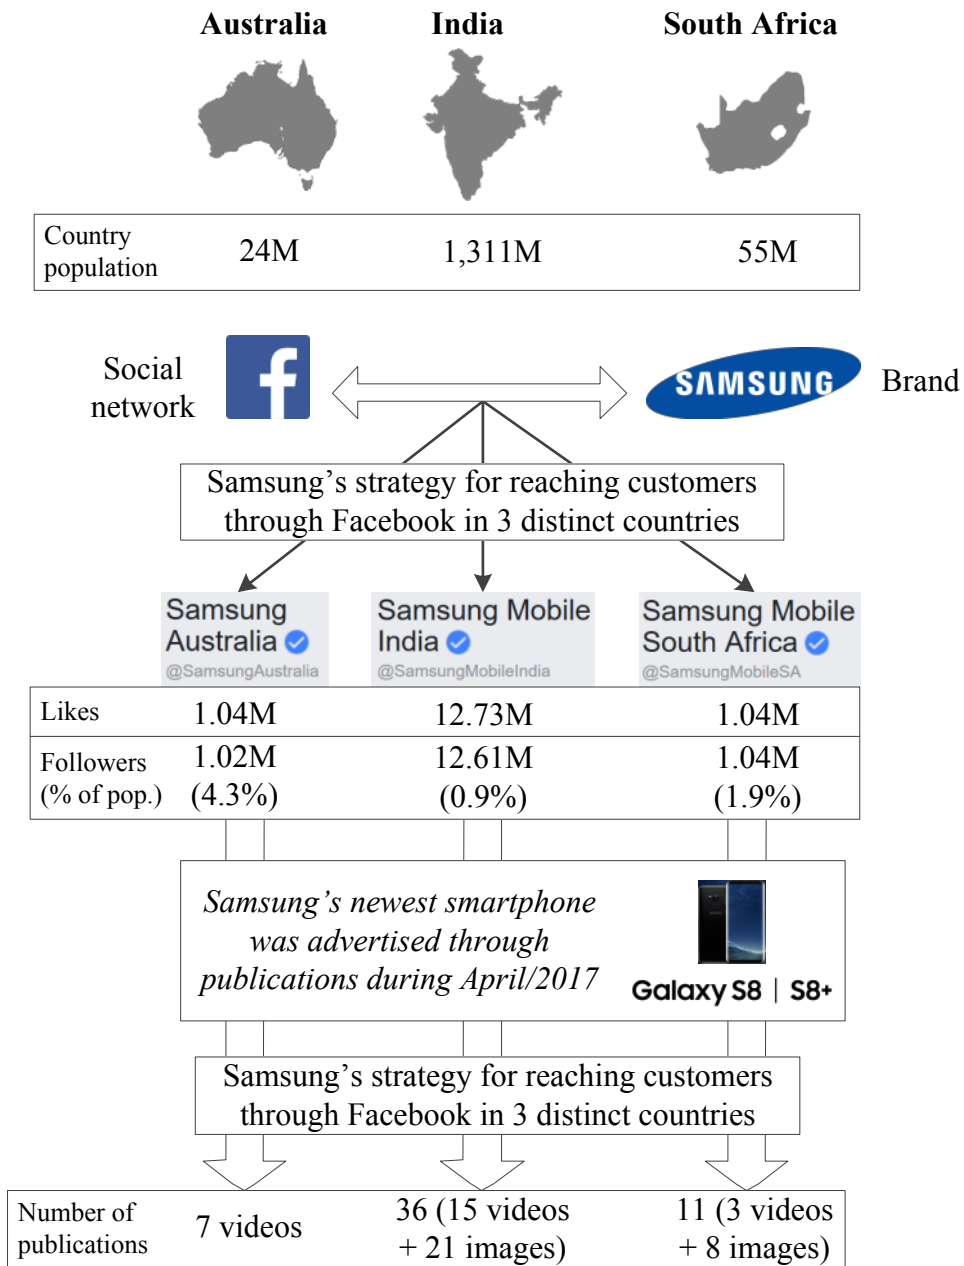 Australia India South Africa
Country
population
24M 1,311M 55M
Social
network
f
SAMSUNG
Brand
Samsung's strategy for reaching customers
through Facebook in 3 distinct countries
Samsung
Australia
@SamsungAustralia
Samsung Mobile
India
@SamsungMobileIndia
Samsung Mobile
South Africa
@SamsungMobileSA
Likes 1.04M 12.73M 1.04M
Followers
(% of pop.)
1.02M
(4.3%)
12.61M
(0.9%)
1.04M
(1.9%)
Samsung's newest smartphone
was advertised through
publications during April/2017
Galaxy S8 | S8+
Samsung's strategy for reaching customers
through Facebook in 3 distinct countries
Number of
publications
7 videos
36 (15 videos
+ 21 images)
11 (3 videos
+ 8 images)